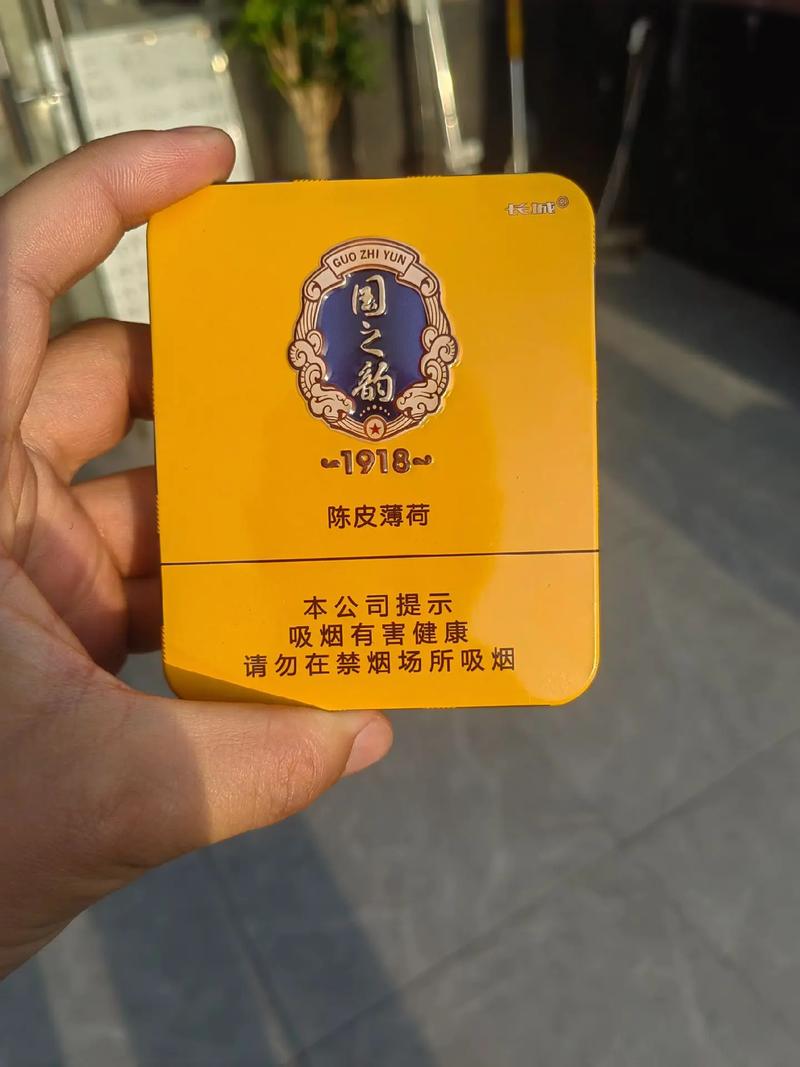 长城®
GUO ZHI YUN
国之韵
1918
陈皮薄荷
本公司提示
吸烟有害健康
请勿在禁烟场所吸烟